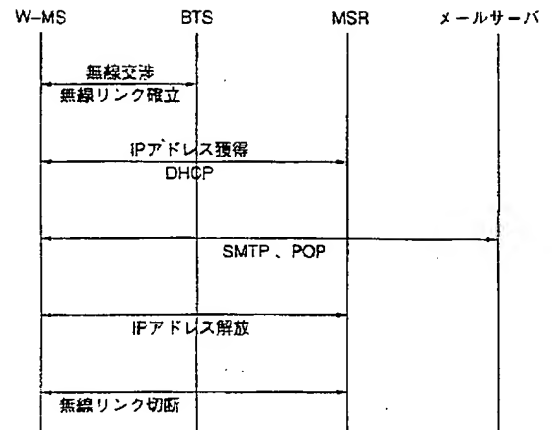 W-MS BTS MSR メールサーバ
無線交渉
無線リンク確立
IPアドレス獲得
DHCP
SMTP、POP
IPアドレス解放
無線リンク切断